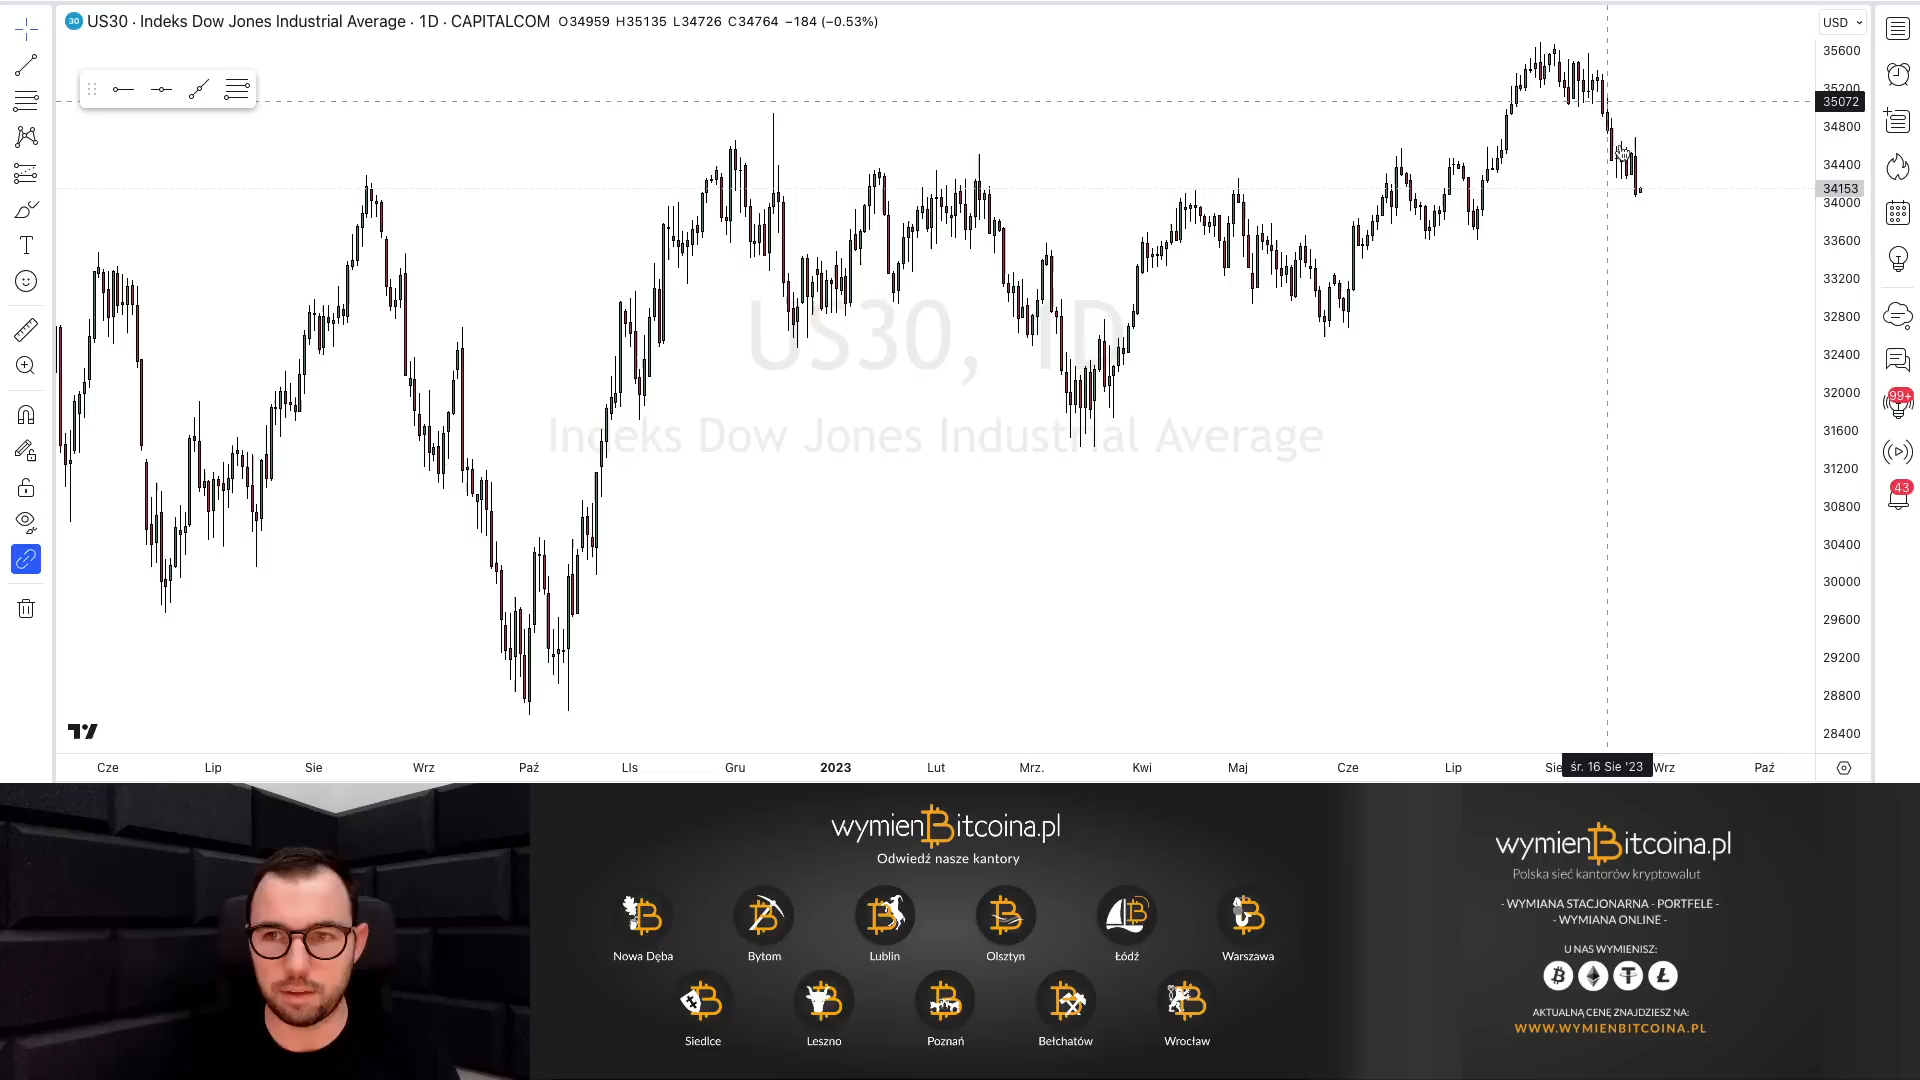 30 US30 · Indeks Dow Jones Industrial Average · 1D · CAPITALCOM O34959 H35135 L34726 C34764 −184 (−0.53%)
USD
35600
35200
35072
34800
34400
34153
34000
33600
33200
32800
32400
32000
31600
31200
30800
30400
30000
29600
29200
28800
28400
US30, 1D
Indeks Dow Jones Industrial Average
99+
43
Cze Lip Sie Wrz Paź LIs Gru 2023 Lut Mrz. Kwi Maj Cze Lip Sie śr. 16 Sie '23 Wrz Paź
wymienBitcoina.pl
Odwiedź nasze kantory
Nowa Dęba Bytom Lublin Olsztyn Łódź Warszawa
Siedlce Leszno Poznań Bełchatów Wrocław
wymienBitcoina.pl
Polska sieć kantorów kryptowalut
- WYMIANA STACJONARNA - PORTFELE -
- WYMIANA ONLINE -
U NAS WYMIENISZ:
AKTUALNĄ CENĘ ZNAJDZIESZ NA:
WWW.WYMIENBITCOINA.PL